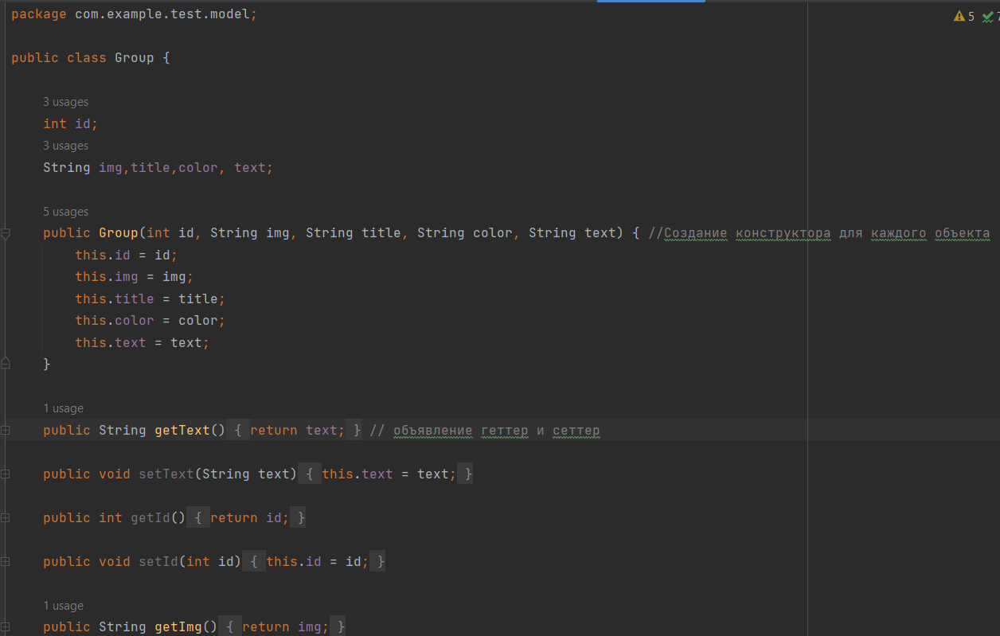 package com.example.test.model;
5
public class Group {
3 usages
int id;
3 usages
String img,title,color, text;
5 usages
public Group(int id, String img, String title, String color, String text) { //Создание конструктора для каждого объекта
this.id = id;
this.img = img;
this.title = title;
this.color = color;
this.text = text;
}
1 usage
public String getText() { return text; } // объявление геттер и сеттер
public void setText(String text) { this.text = text; }
public int getId() { return id; }
public void setId(int id) { this.id = id; }
1 usage
public String getImg() { return img; }